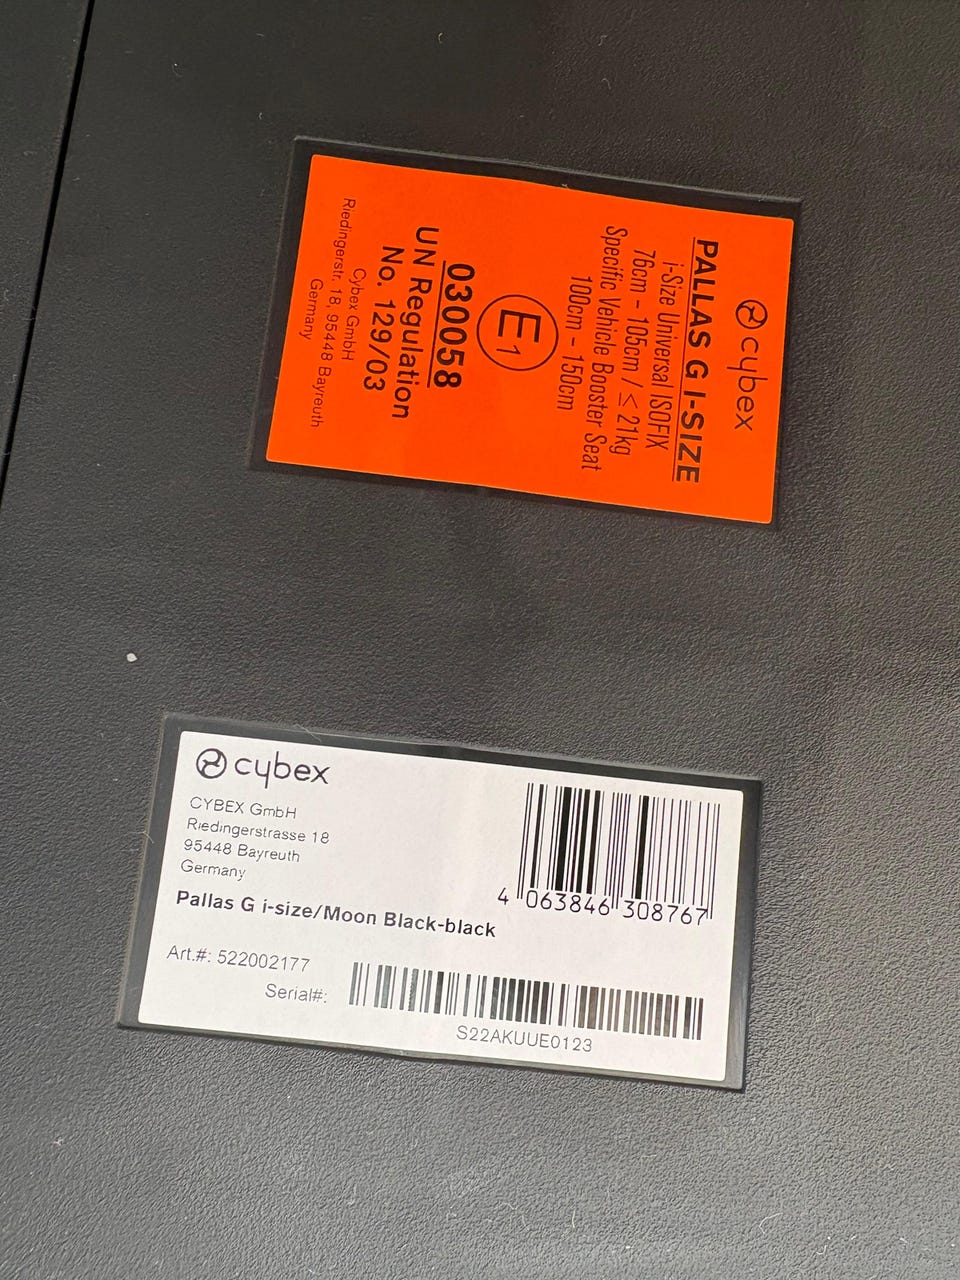 cybex
PALLAS G I-SIZE
i-Size Universal ISOFIX
76cm - 105cm / ≤ 21kg
Specific Vehicle Booster Seat
100cm - 150cm
E1
030058
UN Regulation
No. 129/03
Cybex GmbH
Riedingerstr. 18, 95448 Bayreuth
Germany
cybex
CYBEX GmbH
Riedingerstrasse 18
95448 Bayreuth
Germany
4 063846 308767
Pallas G i-size/Moon Black-black
Art.#: 522002177
Serial#:
S22AKUUE0123